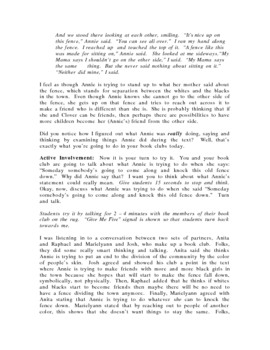 And we stood there looking at each other, smiling. "It's nice up on
this fence," Annie said. "You can see all over." I ran my hand along
the fence. I reached up and touched the top of it. "A fence like this
was made for sitting on," Annie said. She looked at me sideways. "My
Mama says I shouldn't go on the other side." I said. "My Mama says
the same thing. But she never said nothing about sitting on it."
"Neither did mine," I said.
I feel as though Annie is trying to stand up to what her mother said about
the fence, which stands for separation between the whites and the blacks
in the town. Even though Annie knows she cannot go to the other side of
the fence, she gets up on that fence and tries to reach out across it to
make a friend who is different than she is. She is probably thinking that if
she and Clover can be friends, then perhaps there are possibilities to have
more children become her (Annie's) friend from the other side.
Did you notice how I figured out what Annie was really doing, saying and
thinking by examining things Annie did during the text? Well, that's
exactly what you're going to do in your book clubs today.
Active Involvement: Now it is your turn to try it. You and your book
club are going to talk about what Annie is trying to do when she says:
"Someday somebody's going to come along and knock this old fence
down." Why did Annie say that? I want you to think about what Annie's
statement could really mean. Give students 15 seconds to stop and think.
Okay, now, discuss what Annie was trying to do when she said "Someday
somebody's going to come along and knock this old fence down." Turn
and talk.
Students try it by talking for 2 – 4 minutes with the members of their book
club on the rug. "Give Me Five" signal is shown so that students turn back
towards me.
I was listening in to a conversation between two sets of partners, Anita
and Raphael and Marielyann and Josh, who make up a book club. Folks,
they did some really smart thinking and talking. Anita said she thinks
Annie is trying to put an end to the division of the community by the color
of people's skin. Josh agreed and showed his club a point in the text
where Annie is trying to make friends with more and more black girls in
the town because she hopes that will start to make the fence fall down,
symbolically, not physically. Then, Raphael added that he thinks if whites
and blacks start to become friends then maybe there will be no need to
have a fence dividing the town anymore. Finally, Marielyann agreed with
Anita stating that Annie is trying to do whatever she can to knock the
fence down. Marielyann stated that by reaching out to people of another
color, this shows that she doesn't want things to stay the same. Folks,